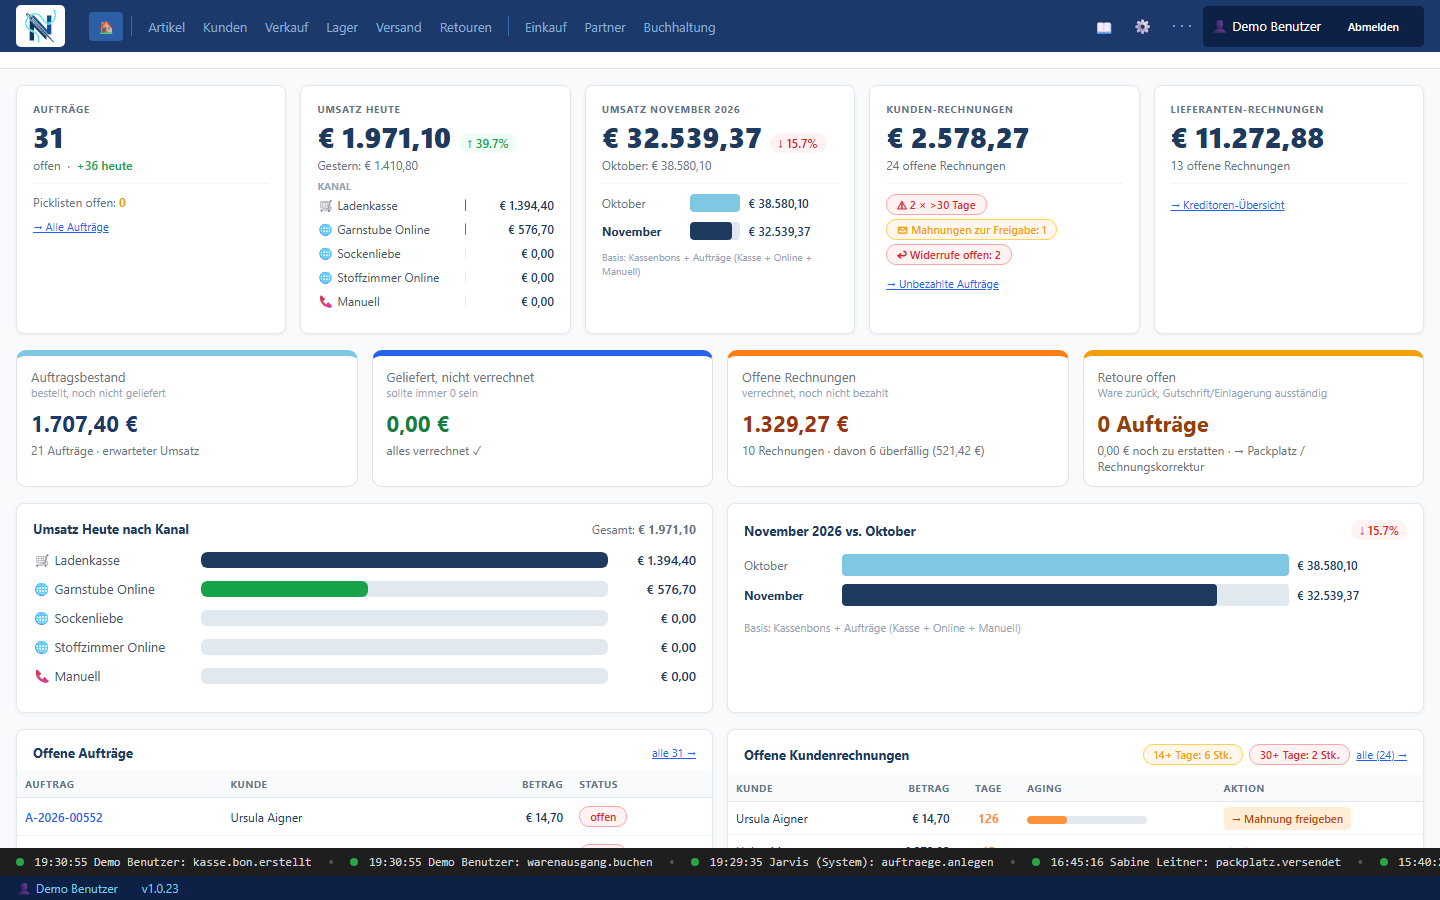 N
Artikel Kunden Verkauf Lager Versand Retouren Einkauf Partner Buchhaltung
··· Demo Benutzer Abmelden
AUFTRÄGE
31
offen · +36 heute
Picklisten offen: 0
→ Alle Aufträge
UMSATZ HEUTE
€ 1.971,10 ↑ 39.7%
Gestern: € 1.410,80
KANAL
Ladenkasse € 1.394,40
Garnstube Online € 576,70
Sockenliebe € 0,00
Stoffzimmer Online € 0,00
Manuell € 0,00
UMSATZ NOVEMBER 2026
€ 32.539,37 ↓ 15.7%
Oktober: € 38.580,10
Oktober € 38.580,10
November € 32.539,37
Basis: Kassenbons + Aufträge (Kasse + Online +
Manuell)
KUNDEN-RECHNUNGEN
€ 2.578,27
24 offene Rechnungen
⚠ 2 × >30 Tage
✉ Mahnungen zur Freigabe: 1
↩ Widerrufe offen: 2
→ Unbezahlte Aufträge
LIEFERANTEN-RECHNUNGEN
€ 11.272,88
13 offene Rechnungen
→ Kreditoren-Übersicht
Auftragsbestand
bestellt, noch nicht geliefert
1.707,40 €
21 Aufträge · erwarteter Umsatz
Geliefert, nicht verrechnet
sollte immer 0 sein
0,00 €
alles verrechnet ✓
Offene Rechnungen
verrechnet, noch nicht bezahlt
1.329,27 €
10 Rechnungen · davon 6 überfällig (521,42 €)
Retoure offen
Ware zurück, Gutschrift/Einlagerung ausständig
0 Aufträge
0,00 € noch zu erstatten · → Packplatz /
Rechnungskorrektur
Umsatz Heute nach Kanal Gesamt: € 1.971,10
Ladenkasse € 1.394,40
Garnstube Online € 576,70
Sockenliebe € 0,00
Stoffzimmer Online € 0,00
Manuell € 0,00
November 2026 vs. Oktober ↓ 15.7%
Oktober € 38.580,10
November € 32.539,37
Basis: Kassenbons + Aufträge (Kasse + Online + Manuell)
Offene Aufträge alle 31 →
AUFTRAG KUNDE BETRAG STATUS
A-2026-00552 Ursula Aigner € 14,70 offen
Offene Kundenrechnungen 14+ Tage: 6 Stk. 30+ Tage: 2 Stk. alle (24) →
KUNDE BETRAG TAGE AGING AKTION
Ursula Aigner € 14,70 126 → Mahnung freigeben
19:30:55 Demo Benutzer: kasse.bon.erstellt • 19:30:55 Demo Benutzer: warenausgang.buchen • 19:29:35 Jarvis (System): auftraege.anlegen • 16:45:16 Sabine Leitner: packplatz.versendet • 15:40:
Demo Benutzer v1.0.23